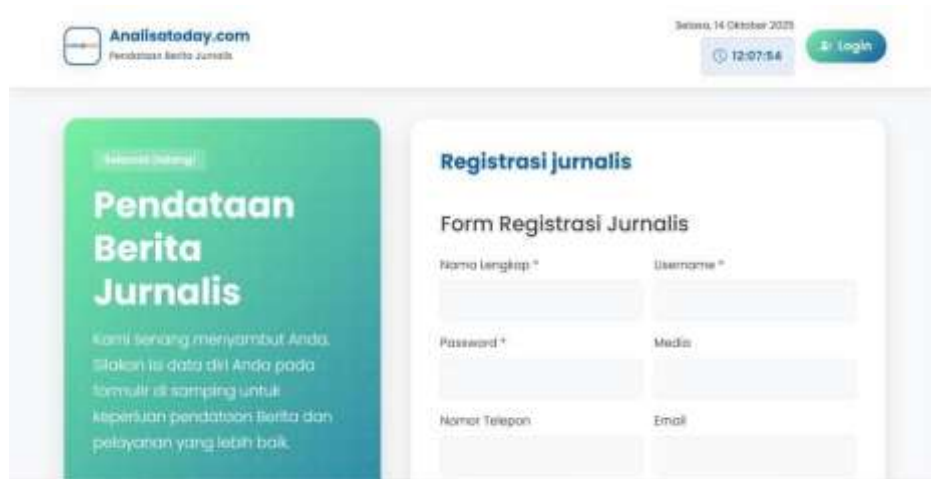 Analisatoday.com
Pendataan Berita Jurnalis
Selasa, 14 Oktober 2025
12:07:54
Login
Selamat Datang!
Pendataan
Berita
Jurnalis
Kami senang menyambut Anda.
Silakan isi data diri Anda pada
formulir di samping untuk
keperluan pendataan Berita dan
pelayanan yang lebih baik.
Registrasi jurnalis
Form Registrasi Jurnalis
Nama Lengkap *
Username *
Password *
Media
Nomor Telepon
Email